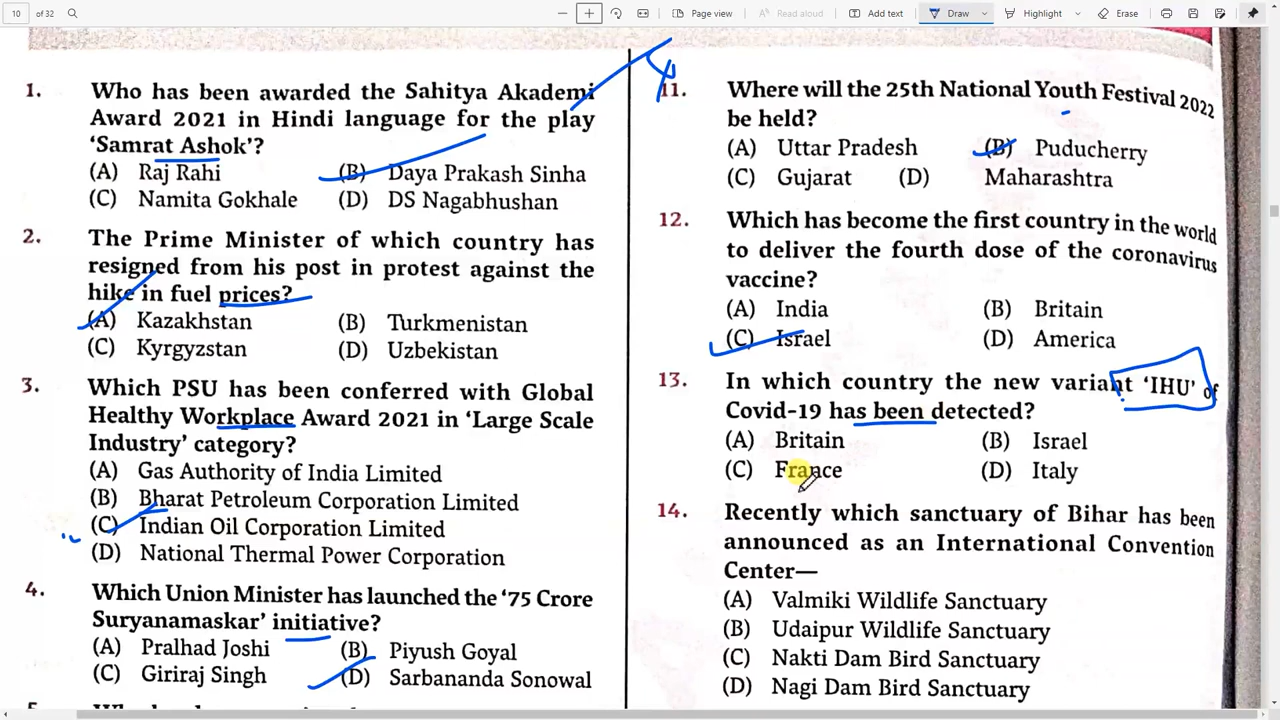 10 of 32
Page view
Read aloud
Add text
Draw
Highlight
Erase
1. Who has been awarded the Sahitya Akademi
Award 2021 in Hindi language for the play
‘Samrat Ashok’?
(A) Raj Rahi (B) Daya Prakash Sinha
(C) Namita Gokhale (D) DS Nagabhushan
2. The Prime Minister of which country has
resigned from his post in protest against the
hike in fuel prices?
(A) Kazakhstan (B) Turkmenistan
(C) Kyrgyzstan (D) Uzbekistan
3. Which PSU has been conferred with Global
Healthy Workplace Award 2021 in ‘Large Scale
Industry’ category?
(A) Gas Authority of India Limited
(B) Bharat Petroleum Corporation Limited
(C) Indian Oil Corporation Limited
(D) National Thermal Power Corporation
4. Which Union Minister has launched the ‘75 Crore
Suryanamaskar’ initiative?
(A) Pralhad Joshi (B) Piyush Goyal
(C) Giriraj Singh (D) Sarbananda Sonowal
11. Where will the 25th National Youth Festival 2022
be held?
(A) Uttar Pradesh (B) Puducherry
(C) Gujarat (D) Maharashtra
12. Which has become the first country in the world
to deliver the fourth dose of the coronavirus
vaccine?
(A) India (B) Britain
(C) Israel (D) America
13. In which country the new variant ‘IHU’ of
Covid-19 has been detected?
(A) Britain (B) Israel
(C) France (D) Italy
14. Recently which sanctuary of Bihar has been
announced as an International Convention
Center—
(A) Valmiki Wildlife Sanctuary
(B) Udaipur Wildlife Sanctuary
(C) Nakti Dam Bird Sanctuary
(D) Nagi Dam Bird Sanctuary